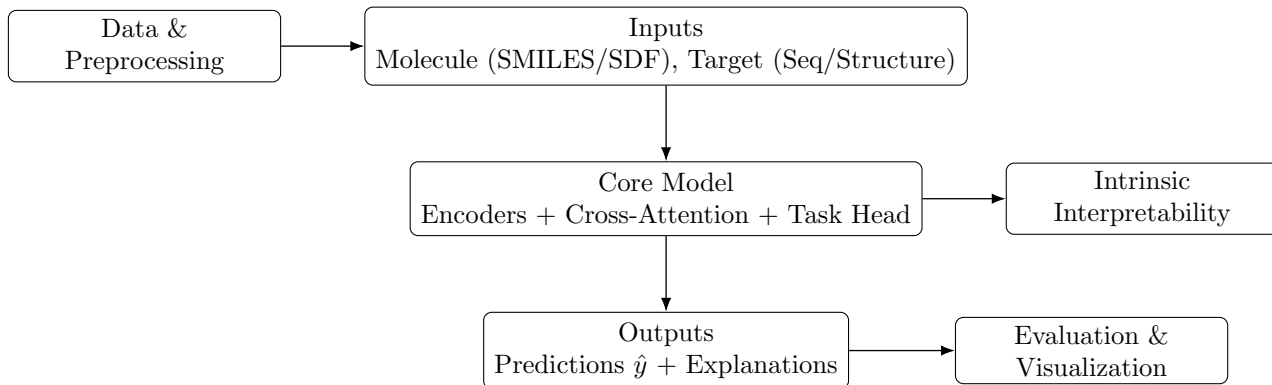 Data &
Preprocessing
Inputs
Molecule (SMILES/SDF), Target (Seq/Structure)
Core Model
Encoders + Cross-Attention + Task Head
Intrinsic
Interpretability
Outputs
Predictions ŷ + Explanations
Evaluation &
Visualization